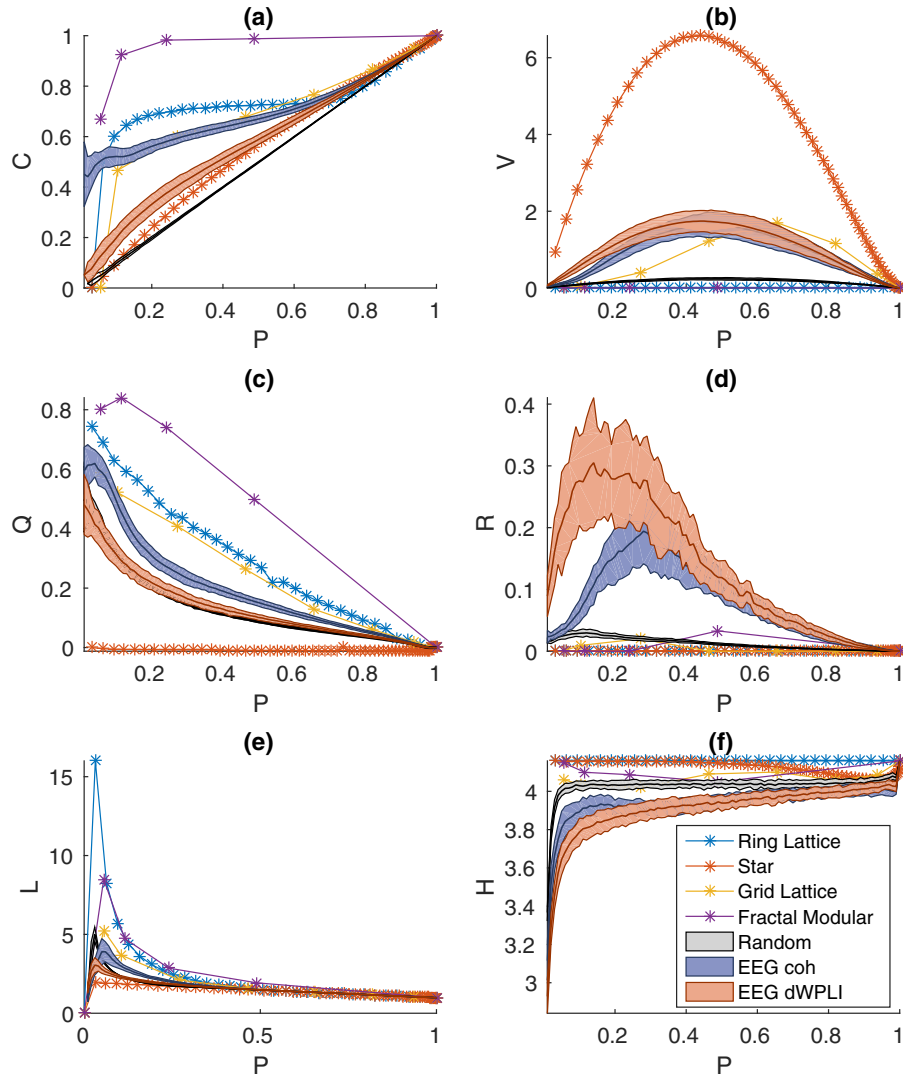 (a)
C
1
0.8
0.6
0.4
0.2
0
0.2 0.4 0.6 0.8 1
P
(b)
V
6
4
2
0
0.2 0.4 0.6 0.8 1
P
(c)
Q
0.8
0.6
0.4
0.2
0
0.2 0.4 0.6 0.8 1
P
(d)
R
0.4
0.3
0.2
0.1
0
0.2 0.4 0.6 0.8 1
P
(e)
L
15
10
5
0
0 0.5 1
P
(f)
H
4
3.8
3.6
3.4
3.2
3
0.2 0.4 0.6 0.8 1
P
Ring Lattice
Star
Grid Lattice
Fractal Modular
Random
EEG coh
EEG dWPLI